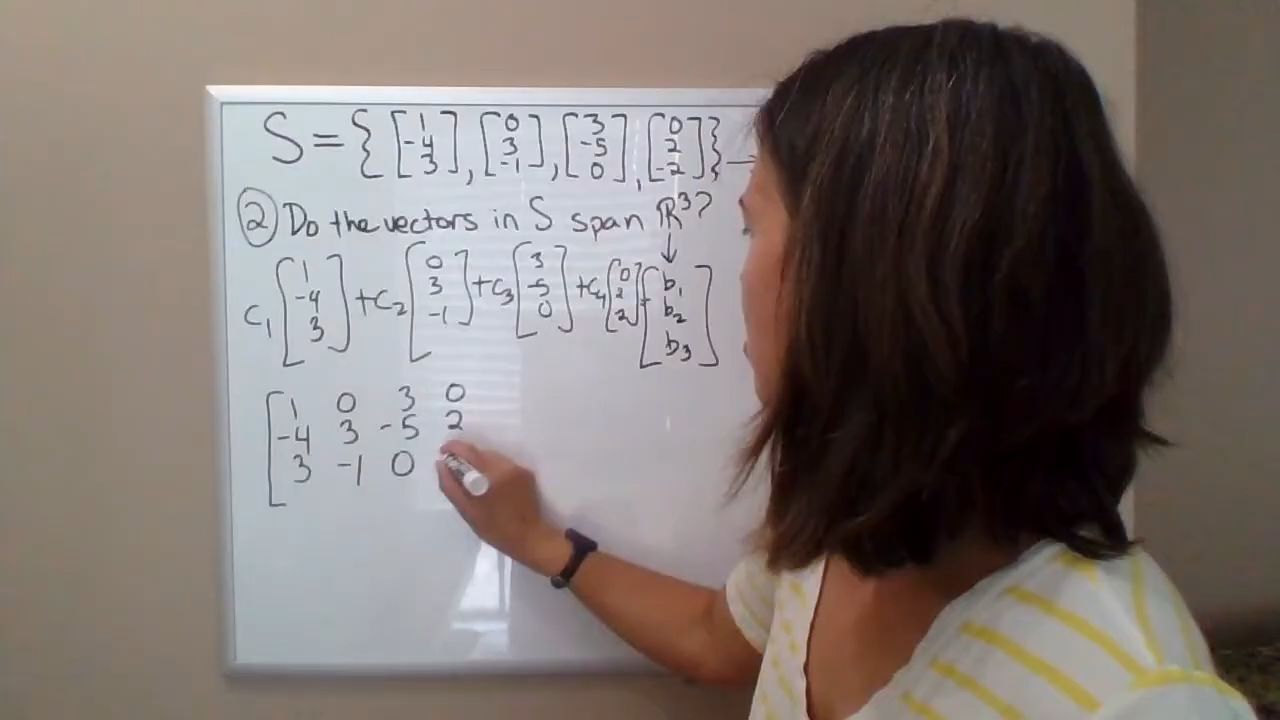 S = { [1 -4 3], [0 3 -1], [3 -5 0], [0 2 -2] }
② Do the vectors in S span ℝ³?
c₁ [1 -4 3] + c₂ [0 3 -1] + c₃ [3 -5 0] + c₄ [0 2 2] = [b₁ b₂ b₃]
[ 1 0 3 0
-4 3 -5 2
3 -1 0